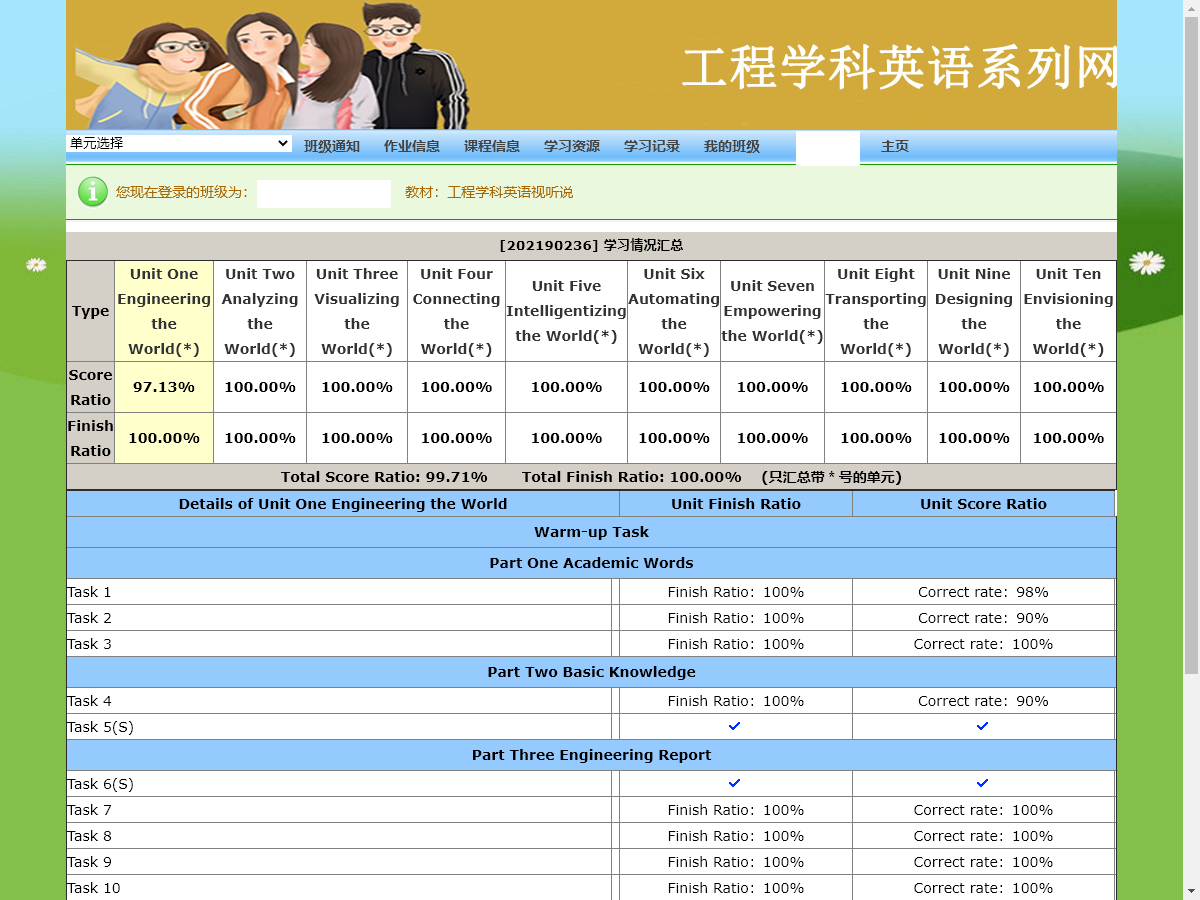 工程学科英语系列网
单元选择 班级通知 作业信息 课程信息 学习资源 学习记录 我的班级 主页
您现在登录的班级为： 教材：工程学科英语视听说
[202190236] 学习情况汇总
Type
Unit One Engineering the World(*)
Unit Two Analyzing the World(*)
Unit Three Visualizing the World(*)
Unit Four Connecting the World(*)
Unit Five Intelligentizing the World(*)
Unit Six Automating the World(*)
Unit Seven Empowering the World(*)
Unit Eight Transporting the World(*)
Unit Nine Designing the World(*)
Unit Ten Envisioning the World(*)
Score Ratio 97.13% 100.00% 100.00% 100.00% 100.00% 100.00% 100.00% 100.00% 100.00% 100.00%
Finish Ratio 100.00% 100.00% 100.00% 100.00% 100.00% 100.00% 100.00% 100.00% 100.00% 100.00%
Total Score Ratio: 99.71% Total Finish Ratio: 100.00% (只汇总带 * 号的单元)
Details of Unit One Engineering the World Unit Finish Ratio Unit Score Ratio
Warm-up Task
Part One Academic Words
Task 1 Finish Ratio: 100% Correct rate: 98%
Task 2 Finish Ratio: 100% Correct rate: 90%
Task 3 Finish Ratio: 100% Correct rate: 100%
Part Two Basic Knowledge
Task 4 Finish Ratio: 100% Correct rate: 90%
Task 5(S)
Part Three Engineering Report
Task 6(S)
Task 7 Finish Ratio: 100% Correct rate: 100%
Task 8 Finish Ratio: 100% Correct rate: 100%
Task 9 Finish Ratio: 100% Correct rate: 100%
Task 10 Finish Ratio: 100% Correct rate: 100%